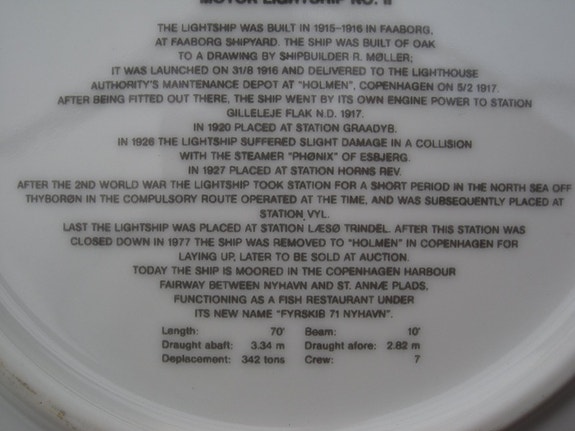 MOTOR LIGHTSHIP NO. II
THE LIGHTSHIP WAS BUILT IN 1915-1916 IN FAABORG,
AT FAABORG SHIPYARD. THE SHIP WAS BUILT OF OAK
TO A DRAWING BY SHIPBUILDER R. MØLLER;
IT WAS LAUNCHED ON 31/8 1916 AND DELIVERED TO THE LIGHTHOUSE
AUTHORITY'S MAINTENANCE DEPOT AT "HOLMEN", COPENHAGEN ON 5/2 1917.
AFTER BEING FITTED OUT THERE, THE SHIP WENT BY ITS OWN ENGINE POWER TO STATION
GILLELEJE FLAK N.D. 1917.
IN 1920 PLACED AT STATION GRAADYB.
IN 1926 THE LIGHTSHIP SUFFERED SLIGHT DAMAGE IN A COLLISION
WITH THE STEAMER "PHØNIX" OF ESBJERG.
IN 1927 PLACED AT STATION HORNS REV.
AFTER THE 2ND WORLD WAR THE LIGHTSHIP TOOK STATION FOR A SHORT PERIOD IN THE NORTH SEA OFF
THYBORØN IN THE COMPULSORY ROUTE OPERATED AT THE TIME, AND WAS SUBSEQUENTLY PLACED AT
STATION VYL.
LAST THE LIGHTSHIP WAS PLACED AT STATION LÆSØ TRINDEL. AFTER THIS STATION WAS
CLOSED DOWN IN 1977 THE SHIP WAS REMOVED TO "HOLMEN" IN COPENHAGEN FOR
LAYING UP, LATER TO BE SOLD AT AUCTION.
TODAY THE SHIP IS MOORED IN THE COPENHAGEN HARBOUR
FAIRWAY BETWEEN NYHAVN AND ST. ANNÆ PLADS,
FUNCTIONING AS A FISH RESTAURANT UNDER
ITS NEW NAME "FYRSKIB 71 NYHAVN".
Length: 70' Beam: 10'
Draught abaft: 3.34 m Draught afore: 2.82 m
Deplacement: 342 tons Crew: 7